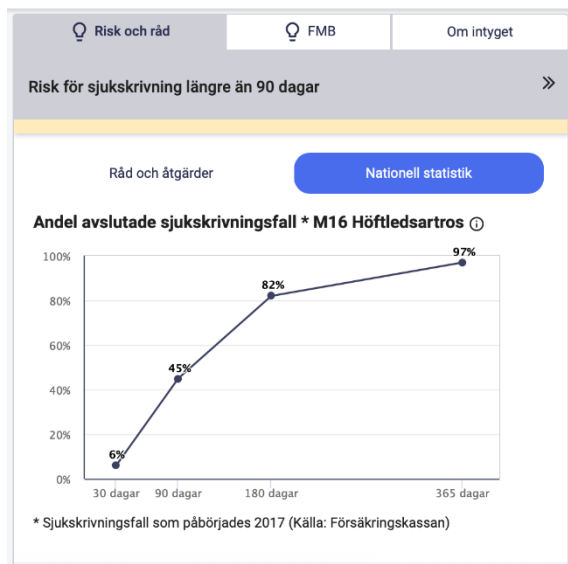 Risk och råd
FMB
Om intyget
Risk för sjukskrivning längre än 90 dagar
Råd och åtgärder
Nationell statistik
Andel avslutade sjukskrivningsfall * M16 Höftledsartros
100%
80%
60%
40%
20%
0%
6%
45%
82%
97%
30 dagar
90 dagar
180 dagar
365 dagar
* Sjukskrivningsfall som påbörjades 2017 (Källa: Försäkringskassan)